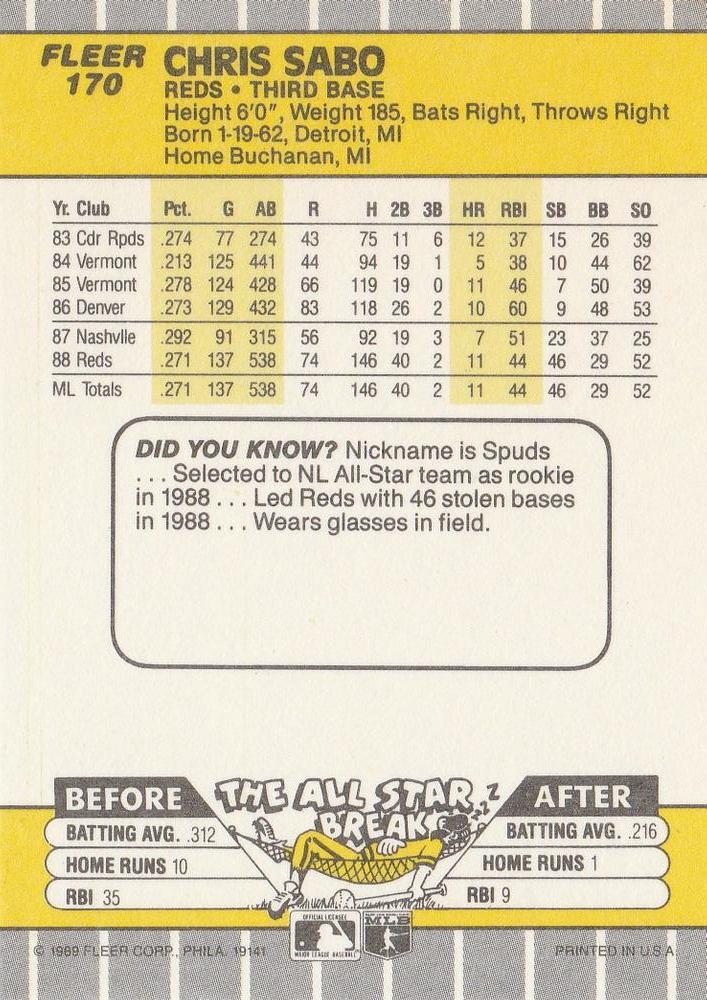 FLEER
170
CHRIS SABO
REDS • THIRD BASE
Height 6'0", Weight 185, Bats Right, Throws Right
Born 1-19-62, Detroit, MI
Home Buchanan, MI
Yr. Club Pct. G AB R H 2B 3B HR RBI SB BB SO
83 Cdr Rpds .274 77 274 43 75 11 6 12 37 15 26 39
84 Vermont .213 125 441 44 94 19 1 5 38 10 44 62
85 Vermont .278 124 428 66 119 19 0 11 46 7 50 39
86 Denver .273 129 432 83 118 26 2 10 60 9 48 53
87 Nashvlle .292 91 315 56 92 19 3 7 51 23 37 25
88 Reds .271 137 538 74 146 40 2 11 44 46 29 52
ML Totals .271 137 538 74 146 40 2 11 44 46 29 52
DID YOU KNOW? Nickname is Spuds
. . . Selected to NL All-Star team as rookie
in 1988 . . . Led Reds with 46 stolen bases
in 1988 . . . Wears glasses in field.
THE ALL STAR
BREAK
zzZ
BEFORE
BATTING AVG. .312
HOME RUNS 10
RBI 35
AFTER
BATTING AVG. .216
HOME RUNS 1
RBI 9
OFFICIAL LICENSEE
MAJOR LEAGUE BASEBALL
MLB
© 1989 FLEER CORP., PHILA. 19141
PRINTED IN U.S.A.